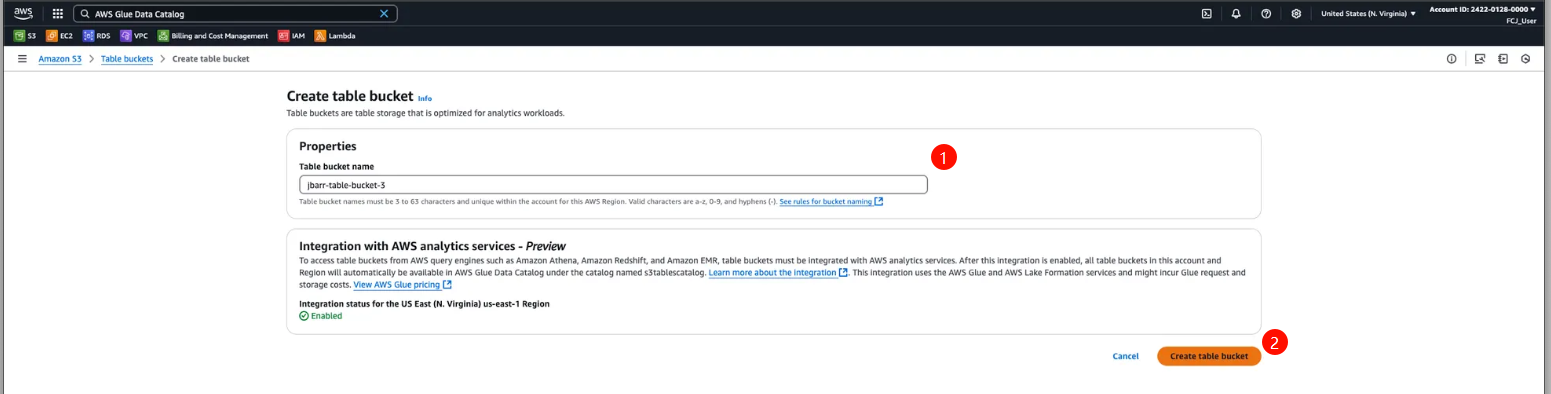 aws
AWS Glue Data Catalog
United States (N. Virginia)
Account ID: 2422-0128-0000
FCJ_User
S3 EC2 RDS VPC Billing and Cost Management IAM Lambda
Amazon S3 > Table buckets > Create table bucket
Create table bucket Info
Table buckets are table storage that is optimized for analytics workloads.
Properties
1
Table bucket name
jbarr-table-bucket-3
Table bucket names must be 3 to 63 characters and unique within the account for this AWS Region. Valid characters are a-z, 0-9, and hyphens (-). See rules for bucket naming
Integration with AWS analytics services - Preview
To access table buckets from AWS query engines such as Amazon Athena, Amazon Redshift, and Amazon EMR, table buckets must be integrated with AWS analytics services. After this integration is enabled, all table buckets in this account and
Region will automatically be available in AWS Glue Data Catalog under the catalog named s3tablescatalog. Learn more about the integration. This integration uses the AWS Glue and AWS Lake Formation services and might incur Glue request and
storage costs. View AWS Glue pricing
Integration status for the US East (N. Virginia) us-east-1 Region
Enabled
2
Cancel Create table bucket